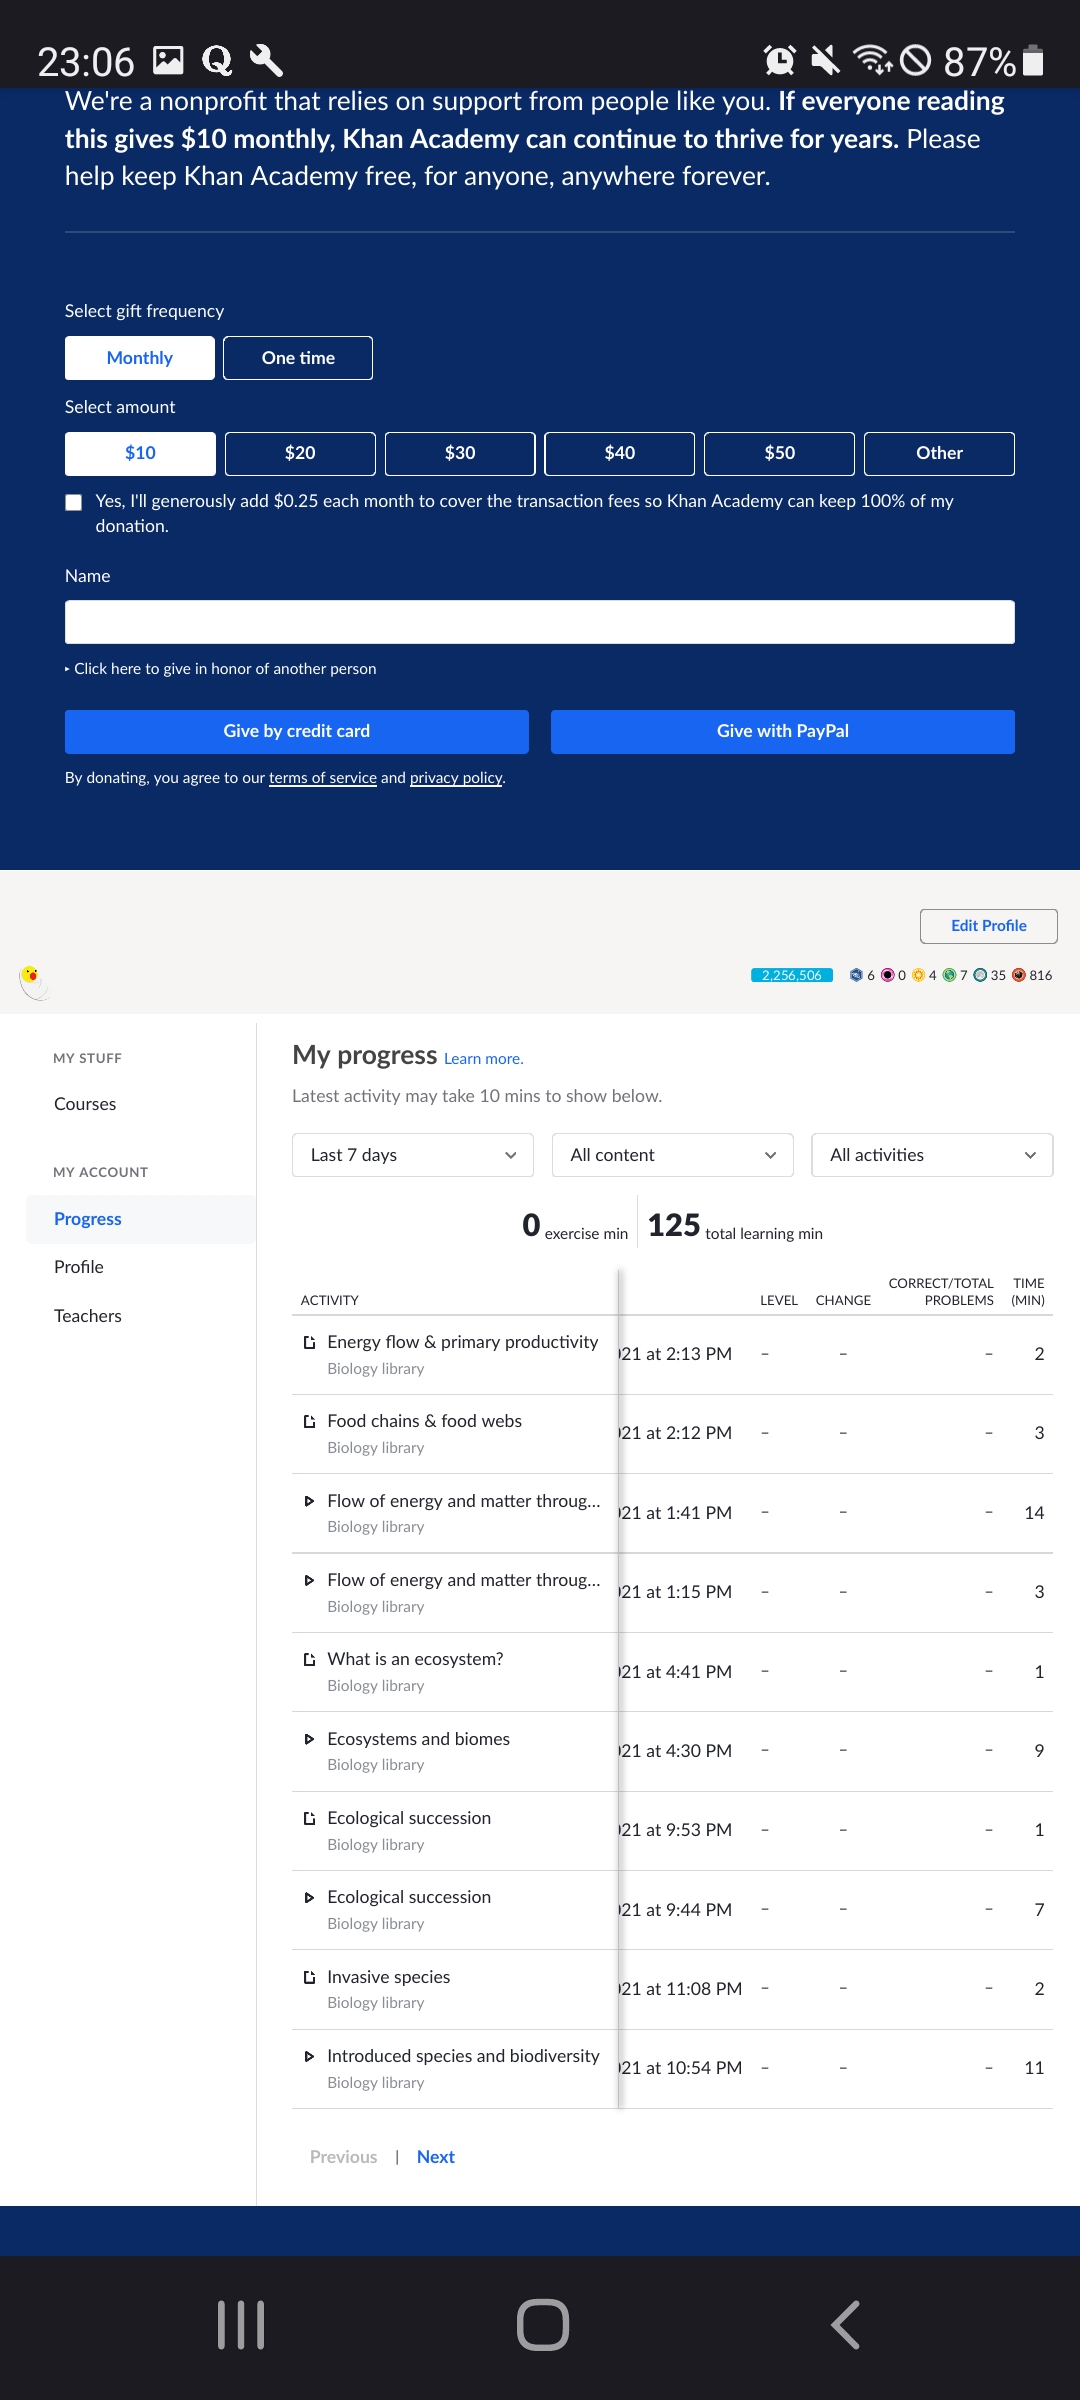 23:06
87%
We're a nonprofit that relies on support from people like you. If everyone reading
this gives $10 monthly, Khan Academy can continue to thrive for years. Please
help keep Khan Academy free, for anyone, anywhere forever.
Select gift frequency
Monthly One time
Select amount
$10 $20 $30 $40 $50 Other
Yes, I'll generously add $0.25 each month to cover the transaction fees so Khan Academy can keep 100% of my
donation.
Name
Click here to give in honor of another person
Give by credit card Give with PayPal
By donating, you agree to our terms of service and privacy policy.
Edit Profile
2,256,506 6 0 4 7 35 816
MY STUFF
Courses
MY ACCOUNT
Progress
Profile
Teachers
My progress Learn more.
Latest activity may take 10 mins to show below.
Last 7 days All content All activities
0 exercise min 125 total learning min
ACTIVITY LEVEL CHANGE CORRECT/TOTAL PROBLEMS TIME (MIN)
Energy flow & primary productivity 21 at 2:13 PM – – – 2
Biology library
Food chains & food webs 21 at 2:12 PM – – – 3
Biology library
Flow of energy and matter throug... 21 at 1:41 PM – – – 14
Biology library
Flow of energy and matter throug... 21 at 1:15 PM – – – 3
Biology library
What is an ecosystem? 21 at 4:41 PM – – – 1
Biology library
Ecosystems and biomes 21 at 4:30 PM – – – 9
Biology library
Ecological succession 21 at 9:53 PM – – – 1
Biology library
Ecological succession 21 at 9:44 PM – – – 7
Biology library
Invasive species 21 at 11:08 PM – – – 2
Biology library
Introduced species and biodiversity 21 at 10:54 PM – – – 11
Biology library
Previous | Next